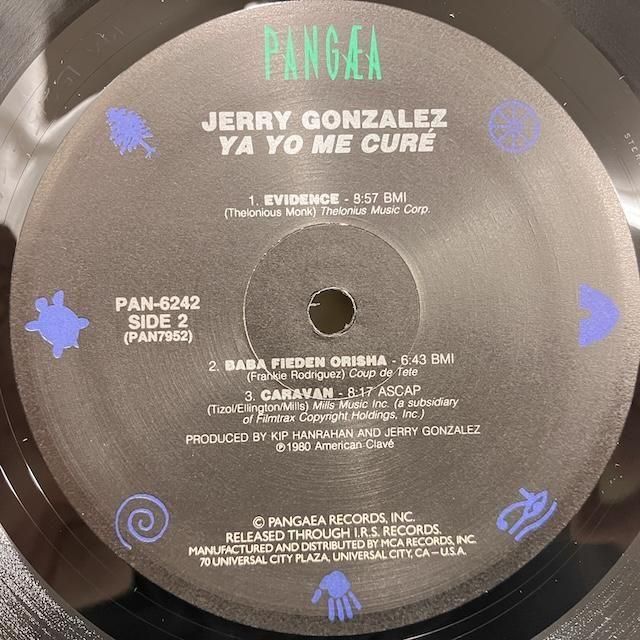 PANGÆA
JERRY GONZALEZ
YA YO ME CURÉ
1. EVIDENCE - 8:57 BMI
(Thelonious Monk) Thelonius Music Corp.
PAN-6242
SIDE 2
(PAN7952)
2. BABA FIEDEN ORISHA - 6:43 BMI
(Frankie Rodriguez) Coup de Tete
3. CARAVAN - 8:17 ASCAP
(Tizol/Ellington/Mills) Mills Music Inc. (a subsidiary
of Filmtrax Copyright Holdings, Inc.)
PRODUCED BY KIP HANRAHAN AND JERRY GONZALEZ
℗1980 American Clavé
© PANGAEA RECORDS, INC.
RELEASED THROUGH I.R.S. RECORDS.
MANUFACTURED AND DISTRIBUTED BY MCA RECORDS, INC.
70 UNIVERSAL CITY PLAZA, UNIVERSAL CITY, CA – U.S.A.